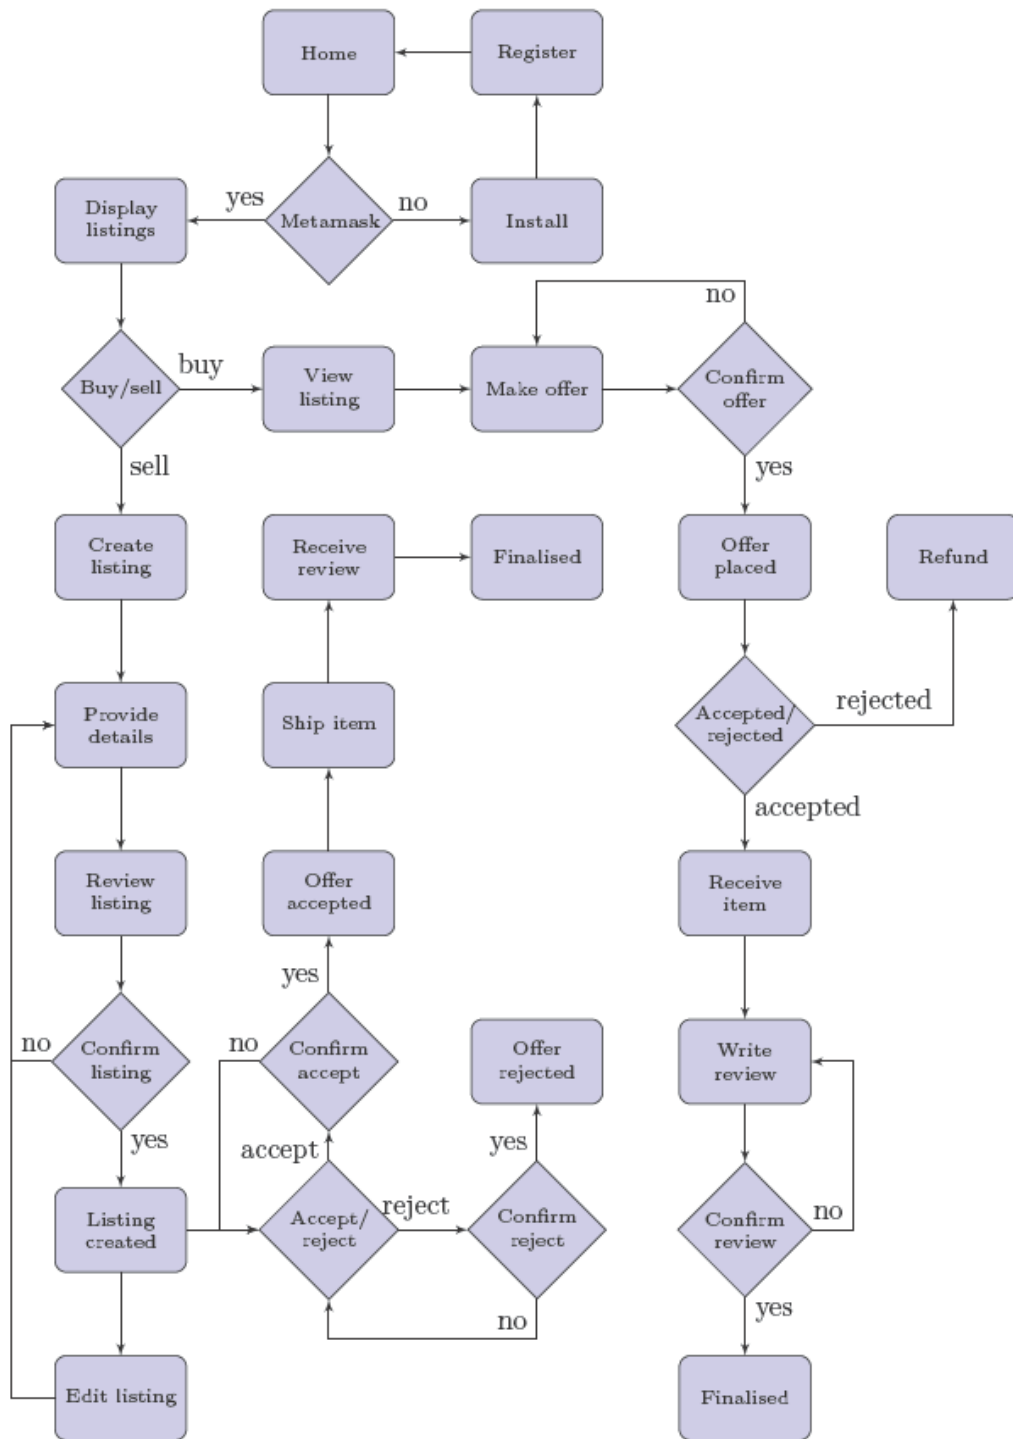 Home
Register
yes
no
Display
listings
Metamask
Install
no
buy
Buy/sell
View
listing
Make offer
Confirm
offer
sell
yes
Create
listing
Receive
review
Finalised
Offer
placed
Refund
Provide
details
Ship item
Accepted/
rejected
rejected
accepted
Review
listing
Offer
accepted
Receive
item
yes
no
Confirm
listing
no
Confirm
accept
Offer
rejected
Write
review
yes
accept
yes
Listing
created
Accept/
reject
reject
Confirm
reject
Confirm
review
no
no
yes
Edit listing
Finalised